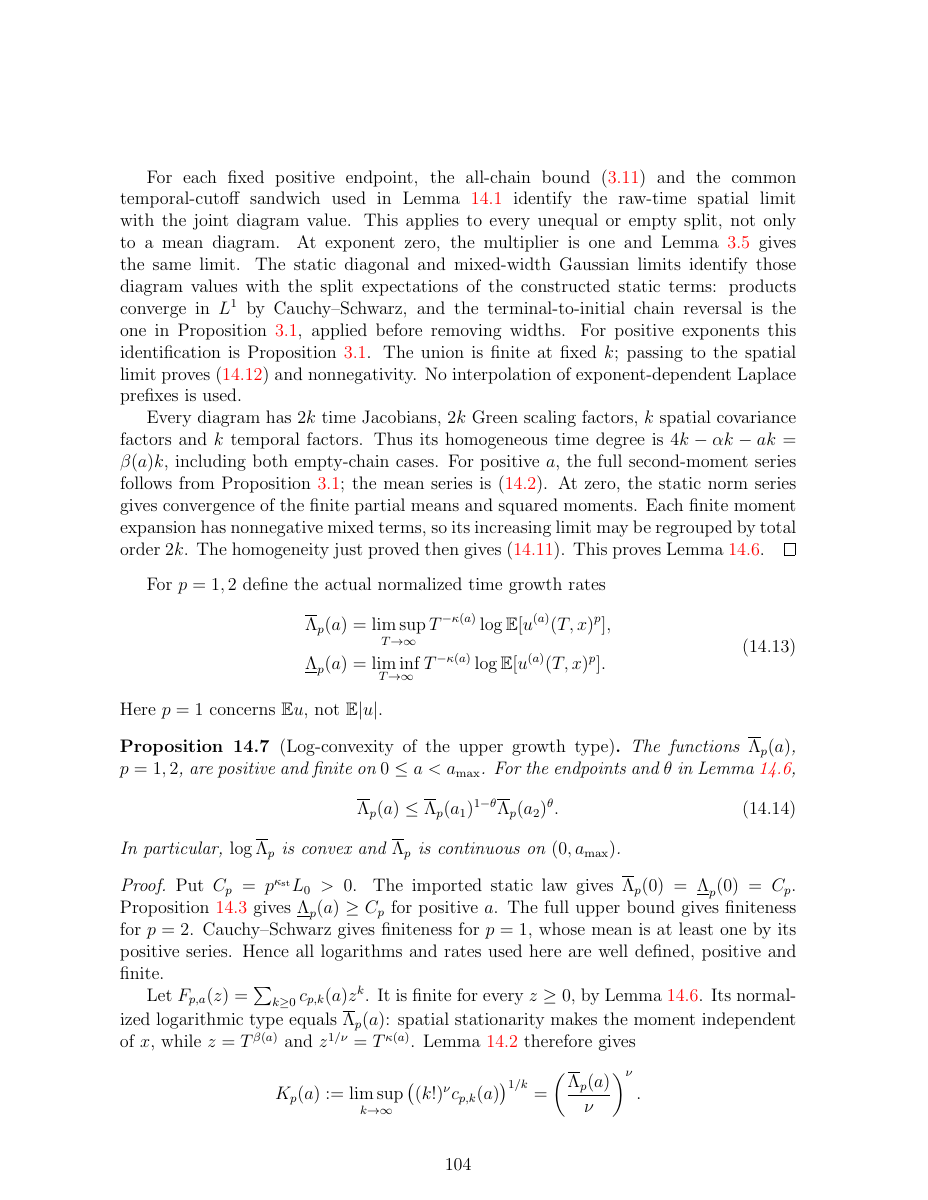 For each fixed positive endpoint, the all-chain bound (3.11) and the common
temporal-cutoff sandwich used in Lemma 14.1 identify the raw-time spatial limit
with the joint diagram value. This applies to every unequal or empty split, not only
to a mean diagram. At exponent zero, the multiplier is one and Lemma 3.5 gives
the same limit. The static diagonal and mixed-width Gaussian limits identify those
diagram values with the split expectations of the constructed static terms: products
converge in L¹ by Cauchy–Schwarz, and the terminal-to-initial chain reversal is the
one in Proposition 3.1, applied before removing widths. For positive exponents this
identification is Proposition 3.1. The union is finite at fixed k; passing to the spatial
limit proves (14.12) and nonnegativity. No interpolation of exponent-dependent Laplace
prefixes is used.
Every diagram has 2k time Jacobians, 2k Green scaling factors, k spatial covariance
factors and k temporal factors. Thus its homogeneous time degree is 4k − αk − ak =
β(a)k, including both empty-chain cases. For positive a, the full second-moment series
follows from Proposition 3.1; the mean series is (14.2). At zero, the static norm series
gives convergence of the finite partial means and squared moments. Each finite moment
expansion has nonnegative mixed terms, so its increasing limit may be regrouped by total
order 2k. The homogeneity just proved then gives (14.11). This proves Lemma 14.6. □
For p = 1, 2 define the actual normalized time growth rates
Λ̅_p(a) = lim sup_{T→∞} T^{−κ(a)} log 𝔼[u^{(a)}(T, x)^p],
Λ̲_p(a) = lim inf_{T→∞} T^{−κ(a)} log 𝔼[u^{(a)}(T, x)^p].
(14.13)
Here p = 1 concerns 𝔼u, not 𝔼|u|.
Proposition 14.7 (Log-convexity of the upper growth type). The functions Λ̅_p(a),
p = 1, 2, are positive and finite on 0 ≤ a < a_max. For the endpoints and θ in Lemma 14.6,
Λ̅_p(a) ≤ Λ̅_p(a₁)^{1−θ} Λ̅_p(a₂)^θ. (14.14)
In particular, log Λ̅_p is convex and Λ̅_p is continuous on (0, a_max).
Proof. Put C_p = p^{κ_st} L₀ > 0. The imported static law gives Λ̅_p(0) = Λ̲_p(0) = C_p.
Proposition 14.3 gives Λ̲_p(a) ≥ C_p for positive a. The full upper bound gives finiteness
for p = 2. Cauchy–Schwarz gives finiteness for p = 1, whose mean is at least one by its
positive series. Hence all logarithms and rates used here are well defined, positive and
finite.
Let F_{p,a}(z) = ∑_{k≥0} c_{p,k}(a)z^k. It is finite for every z ≥ 0, by Lemma 14.6. Its normal-
ized logarithmic type equals Λ̅_p(a): spatial stationarity makes the moment independent
of x, while z = T^{β(a)} and z^{1/ν} = T^{κ(a)}. Lemma 14.2 therefore gives
K_p(a) := lim sup_{k→∞} ((k!)^ν c_{p,k}(a))^{1/k} = (Λ̅_p(a)/ν)^ν.
104